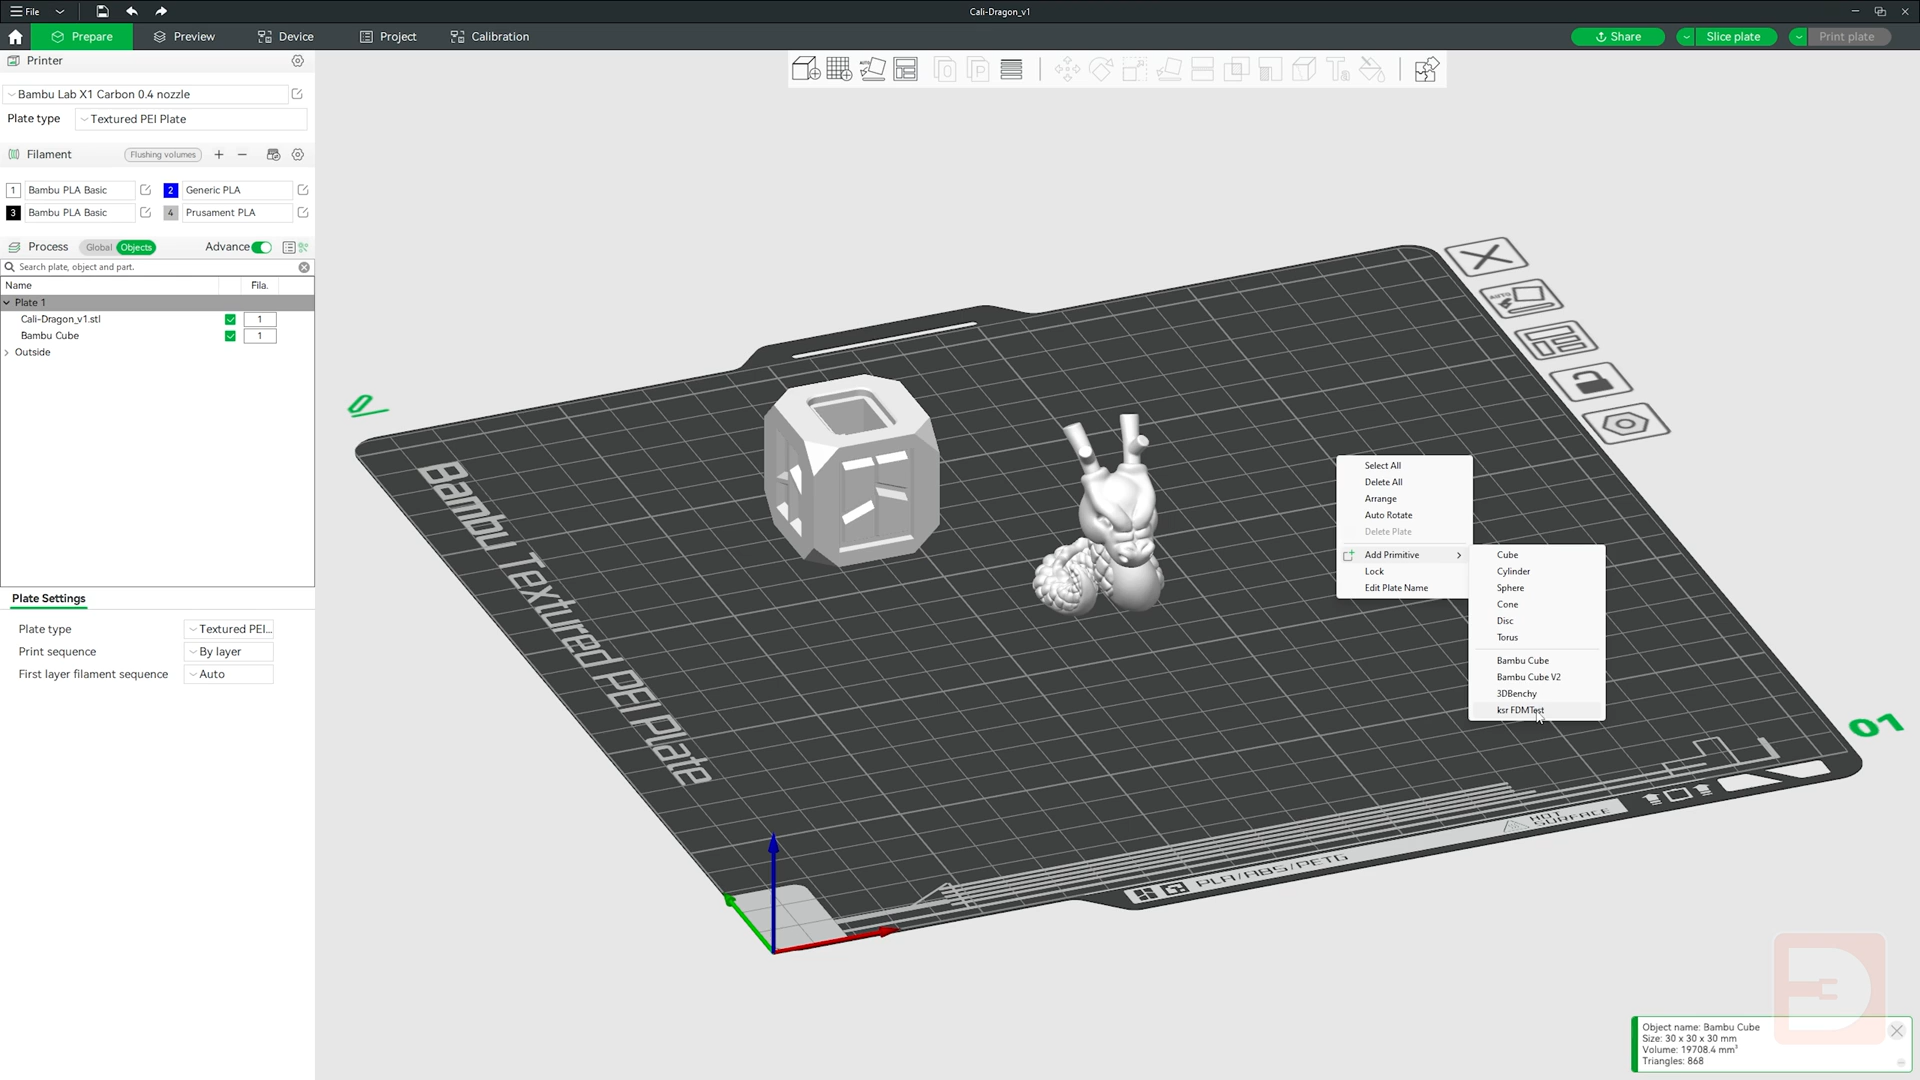 File
Cali-Dragon_v1
Prepare
Preview
Device
Project
Calibration
Share
Slice plate
Print plate
Printer
Bambu Lab X1 Carbon 0.4 nozzle
Plate type
Textured PEI Plate
Filament
Flushing volumes
1 Bambu PLA Basic
2 Generic PLA
3 Bambu PLA Basic
4 Prusament PLA
Process
Global
Objects
Advance
Search plate, object and part.
Name
Fila.
Plate 1
Cali-Dragon_v1.stl
1
Bambu Cube
1
Outside
Plate Settings
Plate type
Textured PEI...
Print sequence
By layer
First layer filament sequence
Auto
AUTO
Bambu Textured PEI Plate
01
HOT SURFACE
PLA/ABS/PETG
Select All
Delete All
Arrange
Auto Rotate
Delete Plate
Add Primitive
Lock
Edit Plate Name
Cube
Cylinder
Sphere
Cone
Disc
Torus
Bambu Cube
Bambu Cube V2
3DBenchy
ksr FDMTest
Object name: Bambu Cube
Size: 30 x 30 x 30 mm
Volume: 19708.4 mm³
Triangles: 868